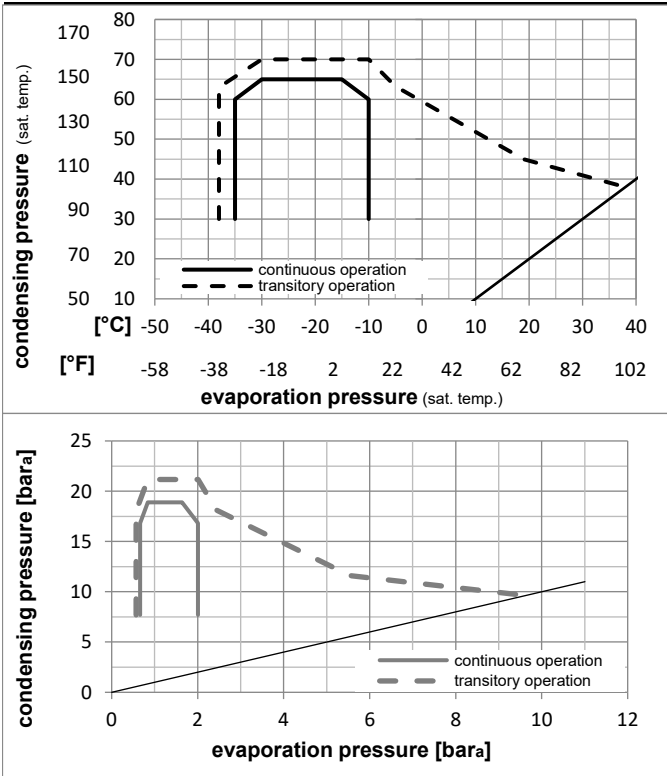 condensing pressure (sat. temp.)
170 80
150 70
130 60
110 50
90 40
70 30
50 20
10
continuous operation
transitory operation
[°C] -50 -40 -30 -20 -10 0 10 20 30 40
[°F] -58 -38 -18 2 22 42 62 82 102
evaporation pressure (sat. temp.)
condensing pressure [bara]
25
20
15
10
5
0
continuous operation
transitory operation
0 2 4 6 8 10 12
evaporation pressure [bara]